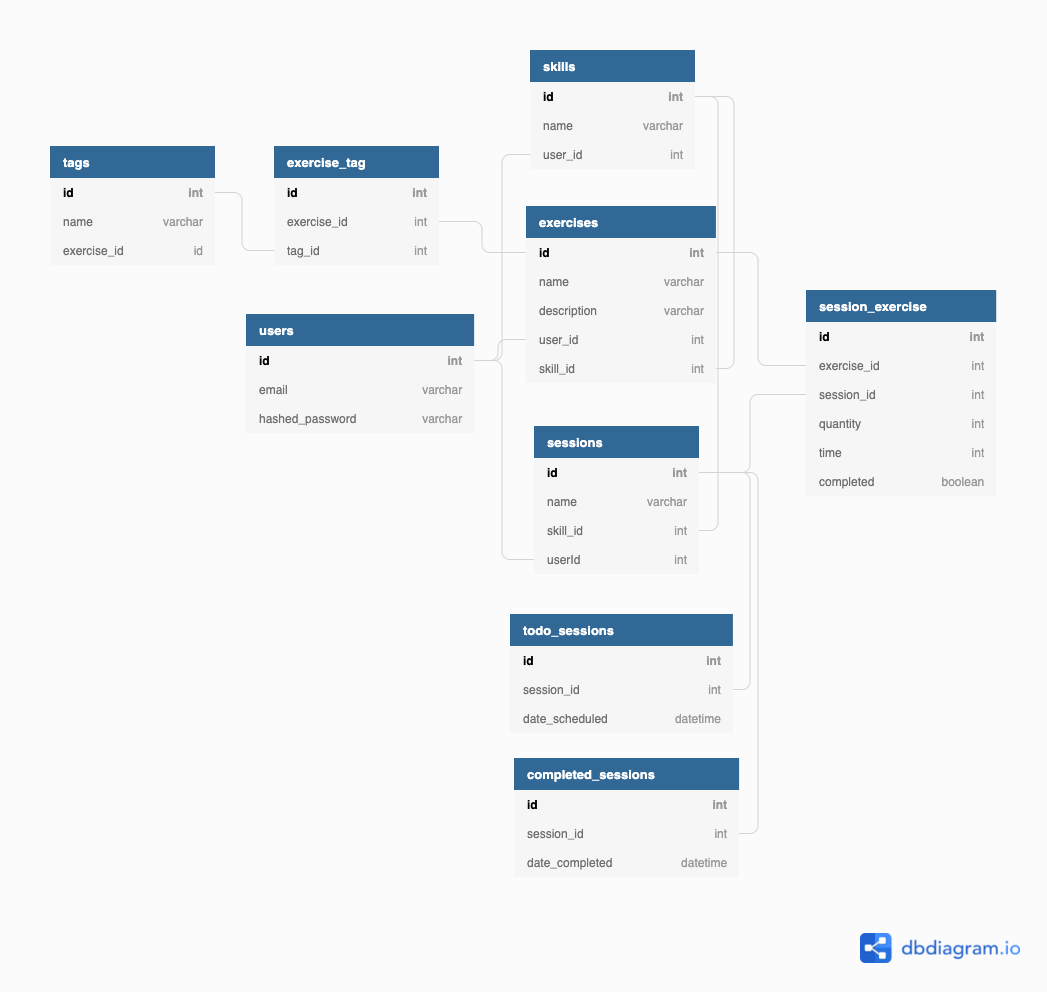 skills
id int
name varchar
user_id int
tags
id int
name varchar
exercise_id id
exercise_tag
id int
exercise_id int
tag_id int
exercises
id int
name varchar
description varchar
user_id int
skill_id int
users
id int
email varchar
hashed_password varchar
session_exercise
id int
exercise_id int
session_id int
quantity int
time int
completed boolean
sessions
id int
name varchar
skill_id int
userId int
todo_sessions
id int
session_id int
date_scheduled datetime
completed_sessions
id int
session_id int
date_completed datetime
dbdiagram.io